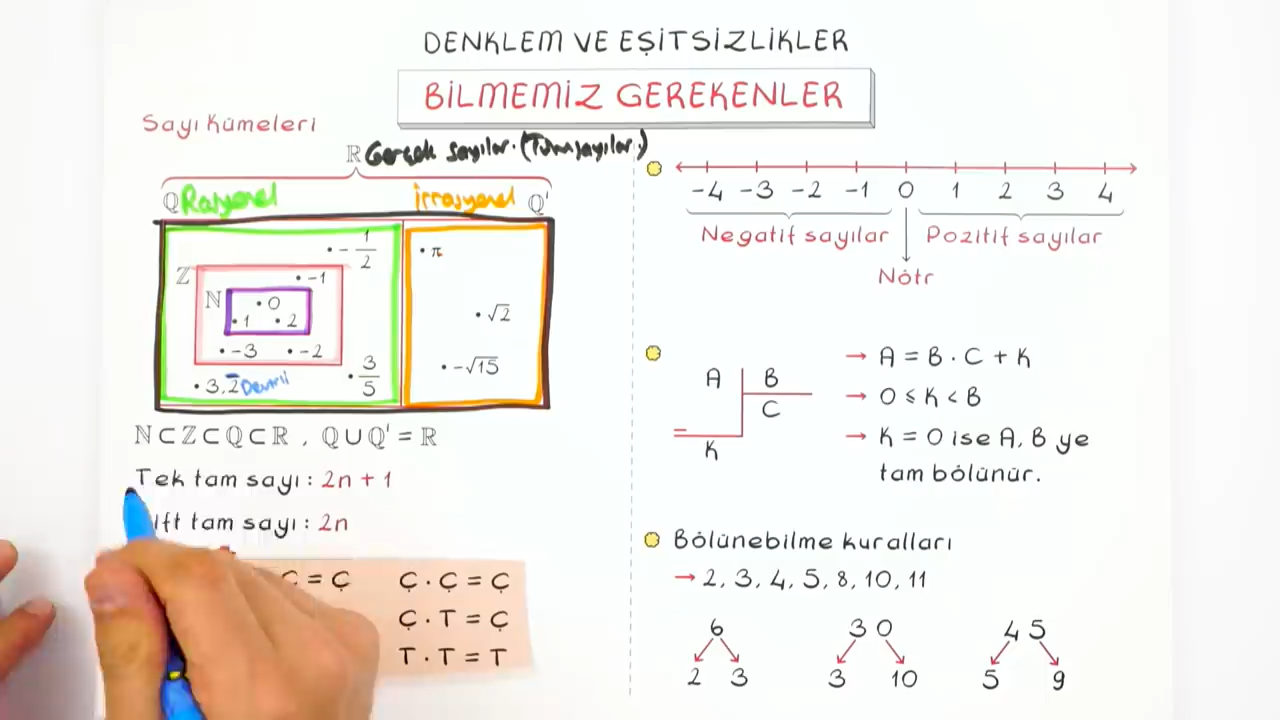 DENKLEM VE EŞİTSİZLİKLER
BİLMEMİZ GEREKENLER
Sayı Kümeleri
ℝ Gerçek sayılar. (Tüm sayılar.)
ℚ Rasyonel
İrrasyonel ℚ'
-1/2
π
ℤ
-1
ℕ
0
√2
1 2
-3 -2
-√15
3,2 Devirli
3/5
ℕ ⊂ ℤ ⊂ ℚ ⊂ ℝ , ℚ ∪ ℚ' = ℝ
Tek tam sayı : 2n + 1
ift tam sayı : 2n
= Ç
Ç · Ç = Ç
Ç · T = Ç
T · T = T
-4 -3 -2 -1 0 1 2 3 4
Negatif sayılar Pozitif sayılar
Nötr
A B
C
K
→ A = B · C + K
→ 0 ≤ K < B
→ K = 0 ise A, B ye
tam bölünür.
Bölünebilme kuralları
→ 2, 3, 4, 5, 8, 10, 11
6 30 45
2 3 3 10 5 9